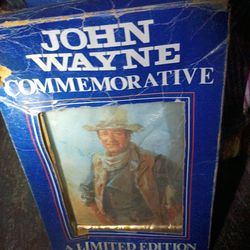 JOHN
WAYNE
COMMEMORATIVE
A LIMITED EDITION